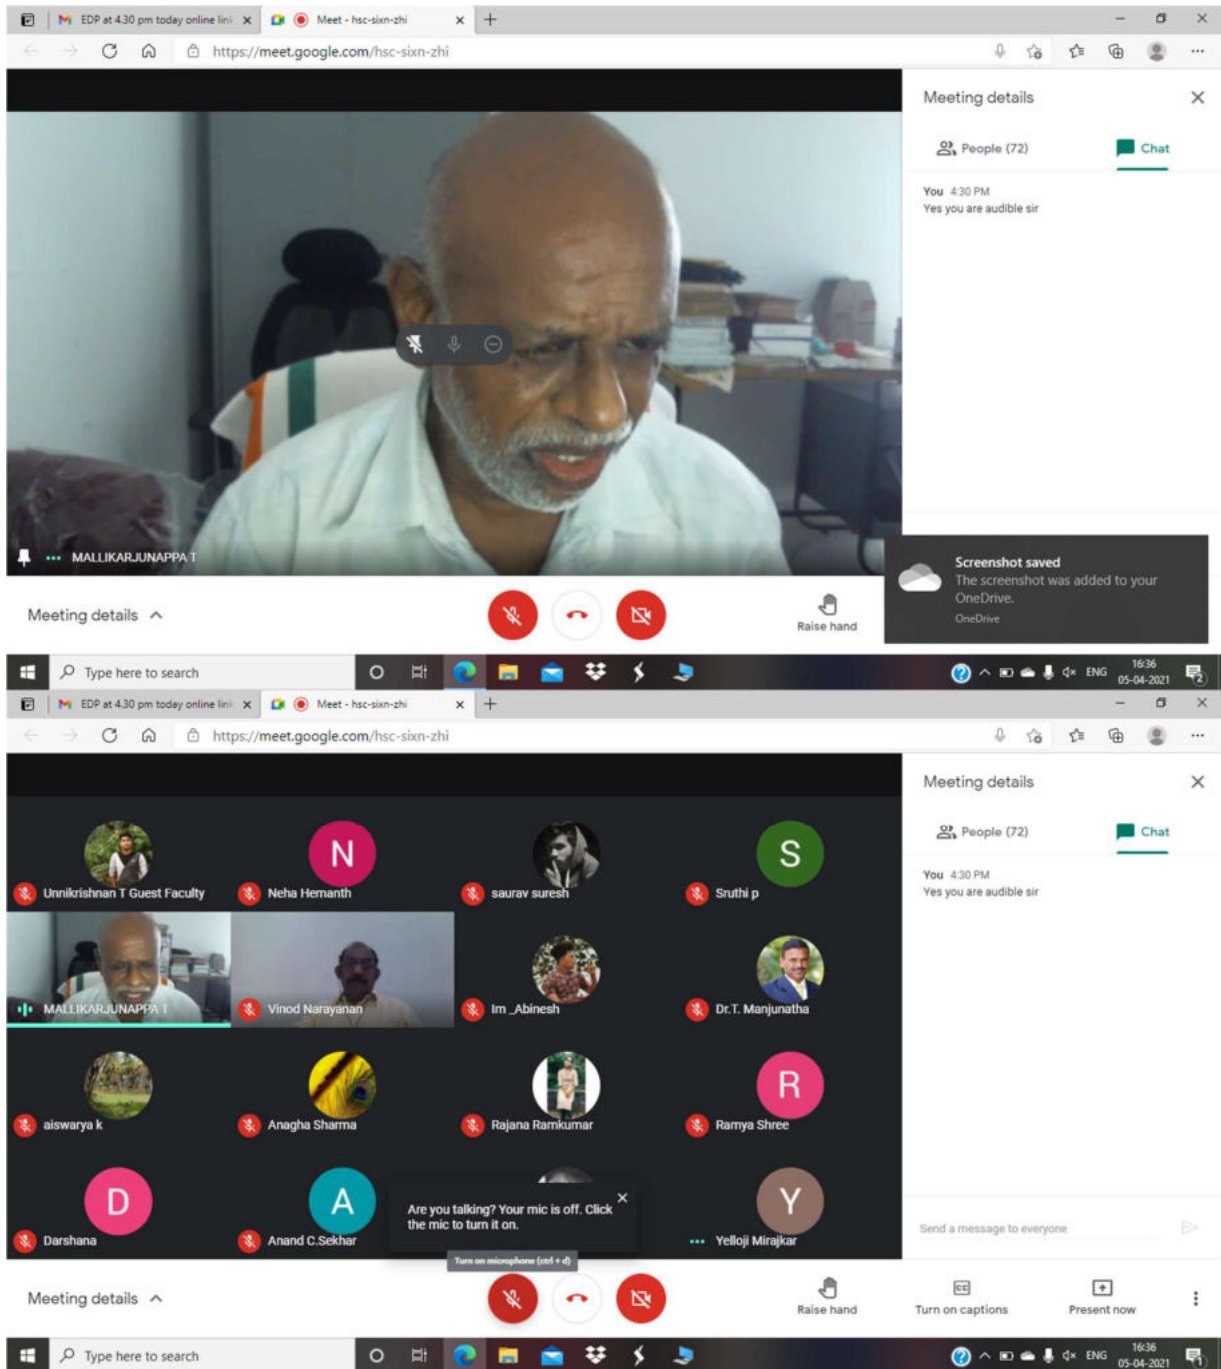 EDP at 4.30 pm today online link
Meet - hsc-sixn-zhi
https://meet.google.com/hsc-sixn-zhi
Meeting details
People (72)
Chat
You 4:30 PM
Yes you are audible sir
MALLIKARJUNAPPA T
Screenshot saved
The screenshot was added to your
OneDrive.
OneDrive
Meeting details
Raise hand
Type here to search
ENG
16:36
05-04-2021
2
EDP at 4.30 pm today online link
Meet - hsc-sixn-zhi
https://meet.google.com/hsc-sixn-zhi
Meeting details
People (72)
Chat
You 4:30 PM
Yes you are audible sir
N
S
Unnikrishnan T Guest Faculty
Neha Hemanth
saurav suresh
Sruthi p
MALLIKARJUNAPPA T
Vinod Narayanan
Im _Abinesh
Dr.T. Manjunatha
R
aiswarya k
Anagha Sharma
Rajana Ramkumar
Ramya Shree
D
A
Y
Are you talking? Your mic is off. Click
the mic to turn it on.
Darshana
Anand C.Sekhar
Yelloji Mirajkar
Turn on microphone (ctrl + d)
Send a message to everyone
Meeting details
Raise hand
CC
Turn on captions
Present now
Type here to search
ENG
16:36
05-04-2021
1